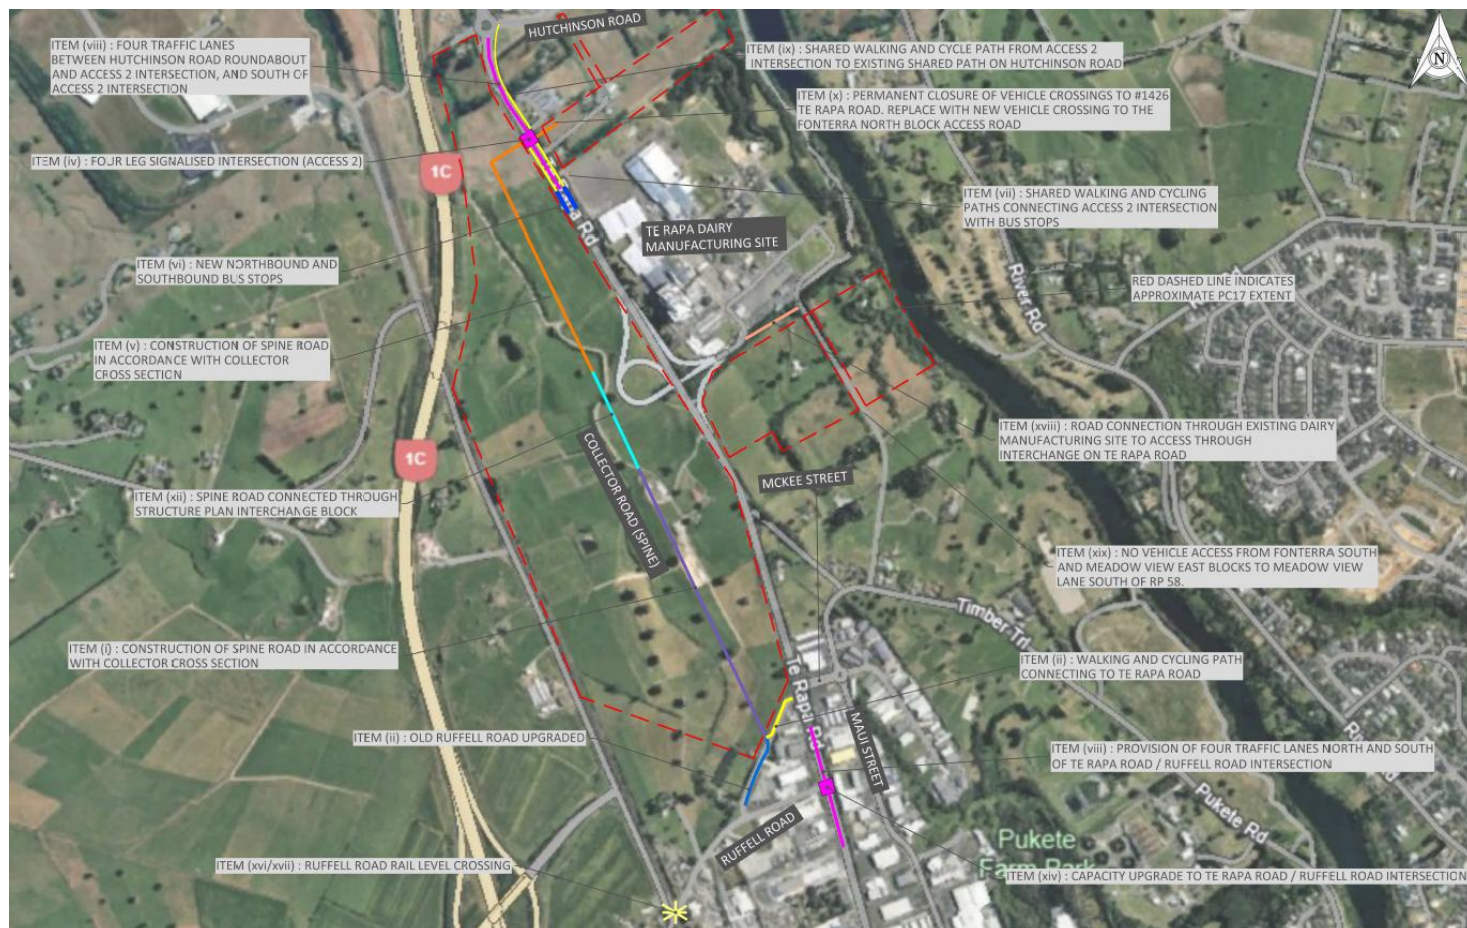 HUTCHINSON ROAD
ITEM (viii) : FOUR TRAFFIC LANES
BETWEEN HUTCHINSON ROAD ROUNDABOUT
AND ACCESS 2 INTERSECTION, AND SOUTH OF
ACCESS 2 INTERSECTION
ITEM (ix) : SHARED WALKING AND CYCLE PATH FROM ACCESS 2
INTERSECTION TO EXISTING SHARED PATH ON HUTCHINSON ROAD
N
ITEM (x) : PERMANENT CLOSURE OF VEHICLE CROSSINGS TO #1426
TE RAPA ROAD. REPLACE WITH NEW VEHICLE CROSSING TO THE
FONTERRA NORTH BLOCK ACCESS ROAD
ITEM (iv) : FOUR LEG SIGNALISED INTERSECTION (ACCESS 2)
1C
ITEM (vii) : SHARED WALKING AND CYCLING
PATHS CONNECTING ACCESS 2 INTERSECTION
WITH BUS STOPS
Rd
TE RAPA DAIRY
MANUFACTURING SITE
ITEM (vi) : NEW NORTHBOUND AND
SOUTHBOUND BUS STOPS
River Rd
RED DASHED LINE INDICATES
APPROXIMATE PC17 EXTENT
ITEM (v) : CONSTRUCTION OF SPINE ROAD
IN ACCORDANCE WITH COLLECTOR
CROSS SECTION
ITEM (xviii) : ROAD CONNECTION THROUGH EXISTING DAIRY
MANUFACTURING SITE TO ACCESS THROUGH
INTERCHANGE ON TE RAPA ROAD
1C
COLLECTOR ROAD (SPINE)
MCKEE STREET
ITEM (xii) : SPINE ROAD CONNECTED THROUGH
STRUCTURE PLAN INTERCHANGE BLOCK
ITEM (xix) : NO VEHICLE ACCESS FROM FONTERRA SOUTH
AND MEADOW VIEW EAST BLOCKS TO MEADOW VIEW
LANE SOUTH OF RP 58.
Timber Trl
ITEM (i) : CONSTRUCTION OF SPINE ROAD IN ACCORDANCE
WITH COLLECTOR CROSS SECTION
ITEM (ii) : WALKING AND CYCLING PATH
CONNECTING TO TE RAPA ROAD
Te Rapa Rd
MAUI STREET
ITEM (ii) : OLD RUFFELL ROAD UPGRADED
ITEM (viii) : PROVISION OF FOUR TRAFFIC LANES NORTH AND SOUTH
OF TE RAPA ROAD / RUFFELL ROAD INTERSECTION
Pukete Rd
RUFFELL ROAD
Pukete
Farm Park
ITEM (xvi/xvii) : RUFFELL ROAD RAIL LEVEL CROSSING
ITEM (xiv) : CAPACITY UPGRADE TO TE RAPA ROAD / RUFFELL ROAD INTERSECTION